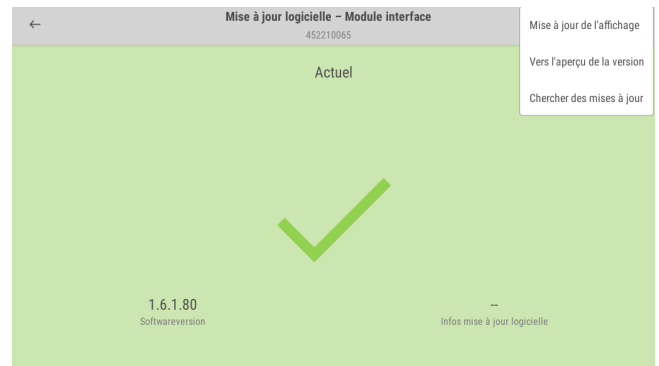 Mise à jour logicielle – Module interface
452210065
Mise à jour de l'affichage
Vers l'aperçu de la version
Chercher des mises à jour
Actuel
1.6.1.80
Softwareversion
--
Infos mise à jour logicielle